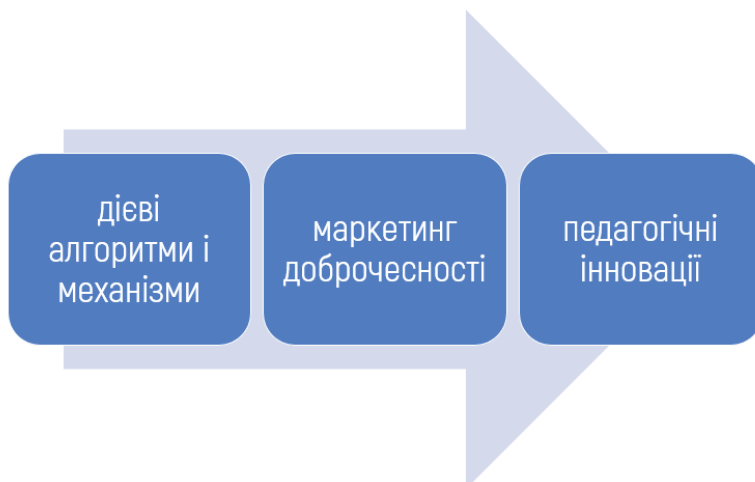 дієві
алгоритми і
механізми
маркетинг
доброчесності
педагогічні
інновації